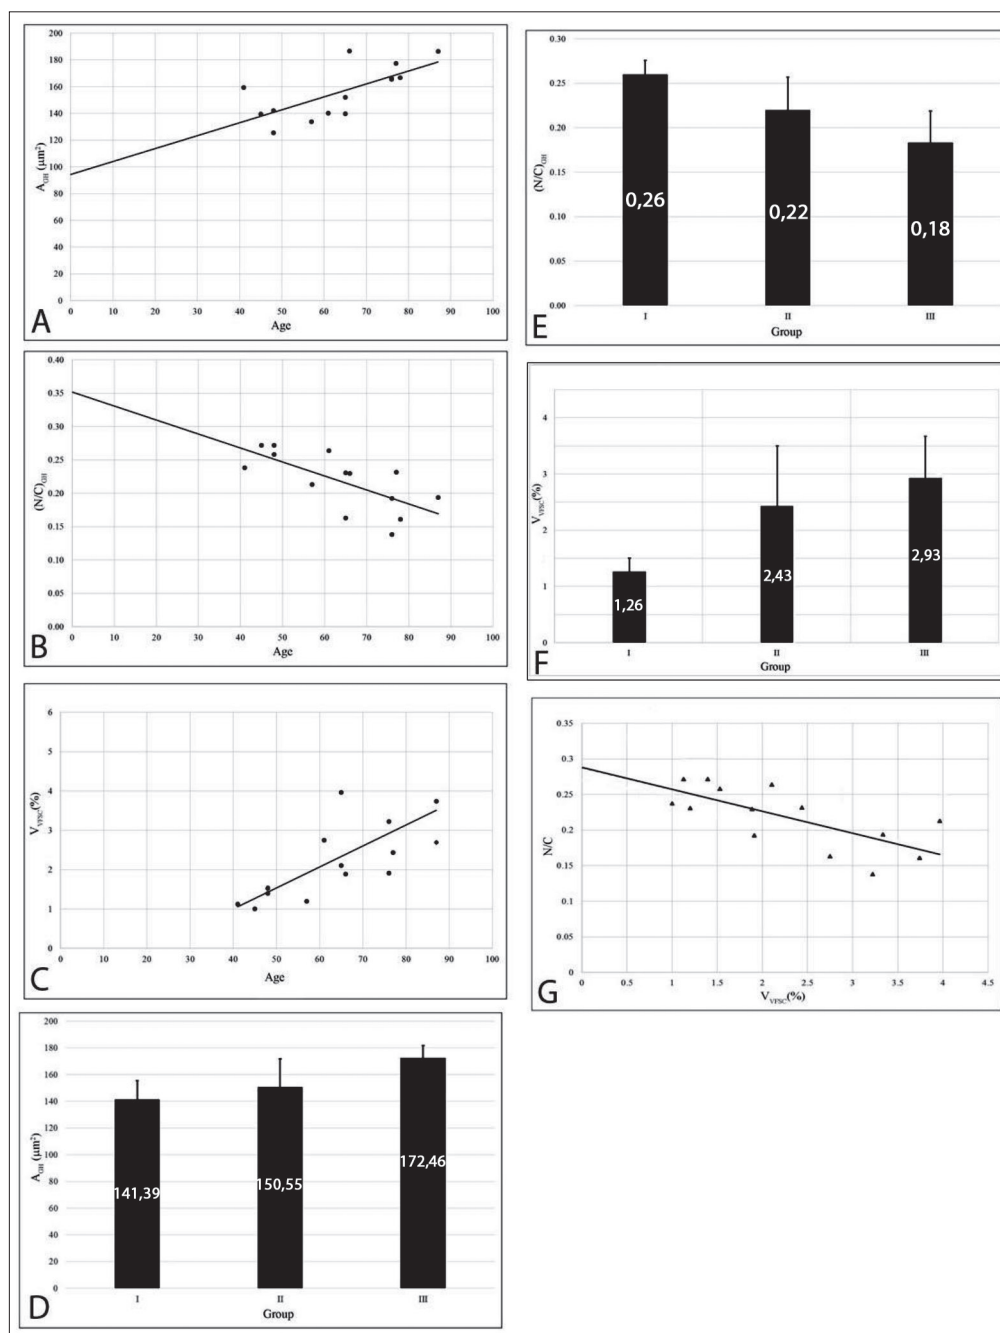 200
180
160
140
120
100
80
60
40
20
0
A_GH (μm²)
0 10 20 30 40 50 60 70 80 90 100
Age
A
0.40
0.35
0.30
0.25
0.20
0.15
0.10
0.05
0.00
(N/C)_GH
0 10 20 30 40 50 60 70 80 90 100
Age
B
6
5
4
3
2
1
0
V_VFSC(%)
0 10 20 30 40 50 60 70 80 90 100
Age
C
200
180
160
140
120
100
80
60
40
20
0
A_GH (μm²)
141,39
150,55
172,46
I II III
Group
D
0.30
0.25
0.20
0.15
0.10
0.05
0.00
(N/C)_GH
0,26
0,22
0,18
I II III
Group
E
4
3
2
1
0
V_VFSC(%)
1,26
2,43
2,93
I II III
Group
F
0.35
0.3
0.25
0.2
0.15
0.1
0.05
0
N/C
0 0.5 1 1.5 2 2.5 3 3.5 4 4.5
V_VFSC(%)
G